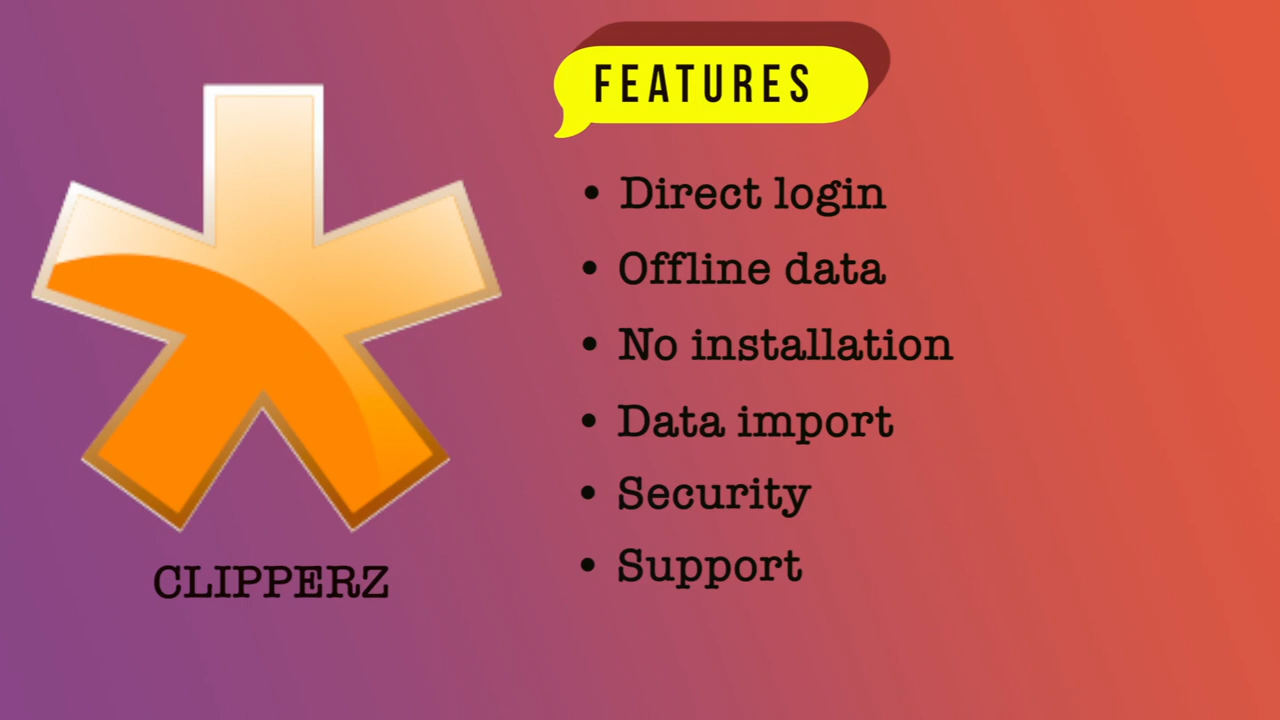 FEATURES
• Direct login
• Offline data
• No installation
• Data import
• Security
• Support
CLIPPERZ